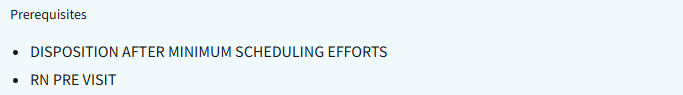 Prerequisites
• DISPOSITION AFTER MINIMUM SCHEDULING EFFORTS
• RN PRE VISIT